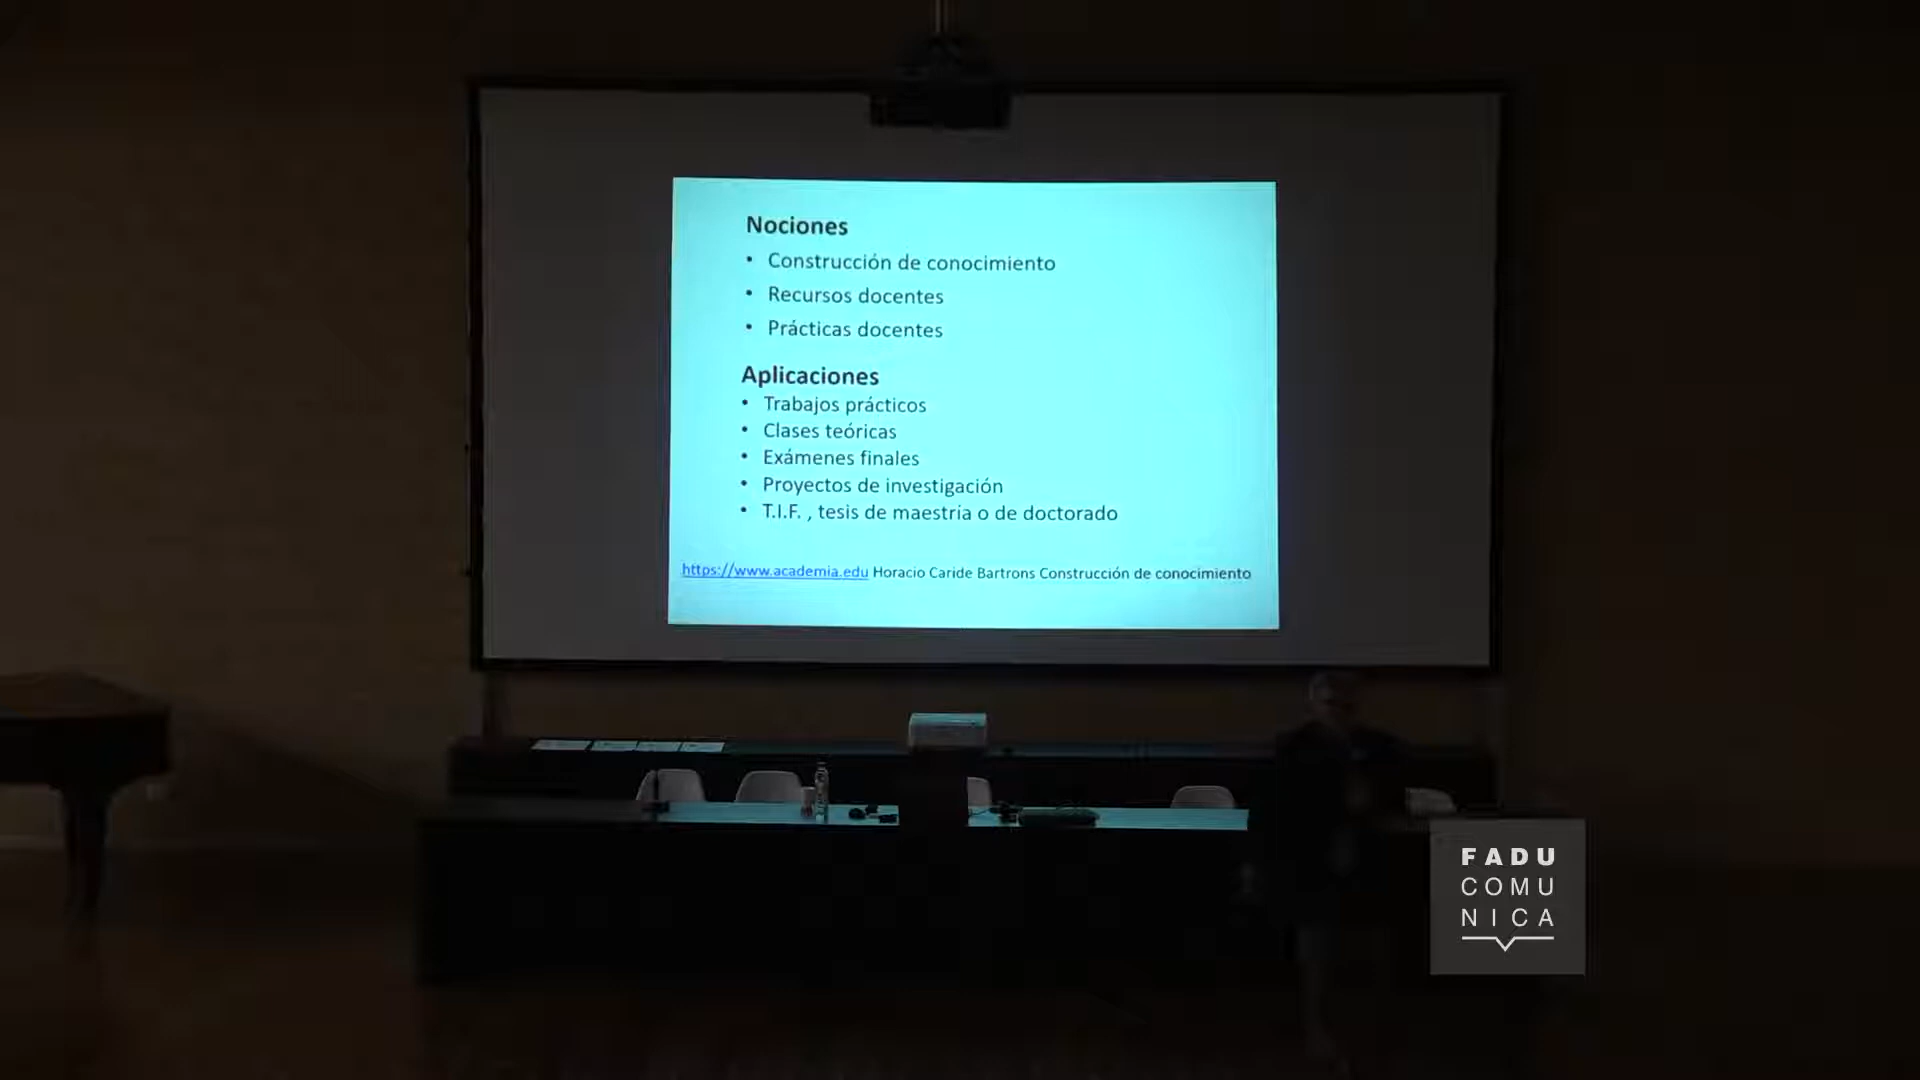 Nociones
• Construcción de conocimiento
• Recursos docentes
• Prácticas docentes
Aplicaciones
• Trabajos prácticos
• Clases teóricas
• Exámenes finales
• Proyectos de investigación
• T.I.F. , tesis de maestría o de doctorado
https://www.academia.edu Horacio Caride Bartrons Construcción de conocimiento
FADU
COMU
NICA